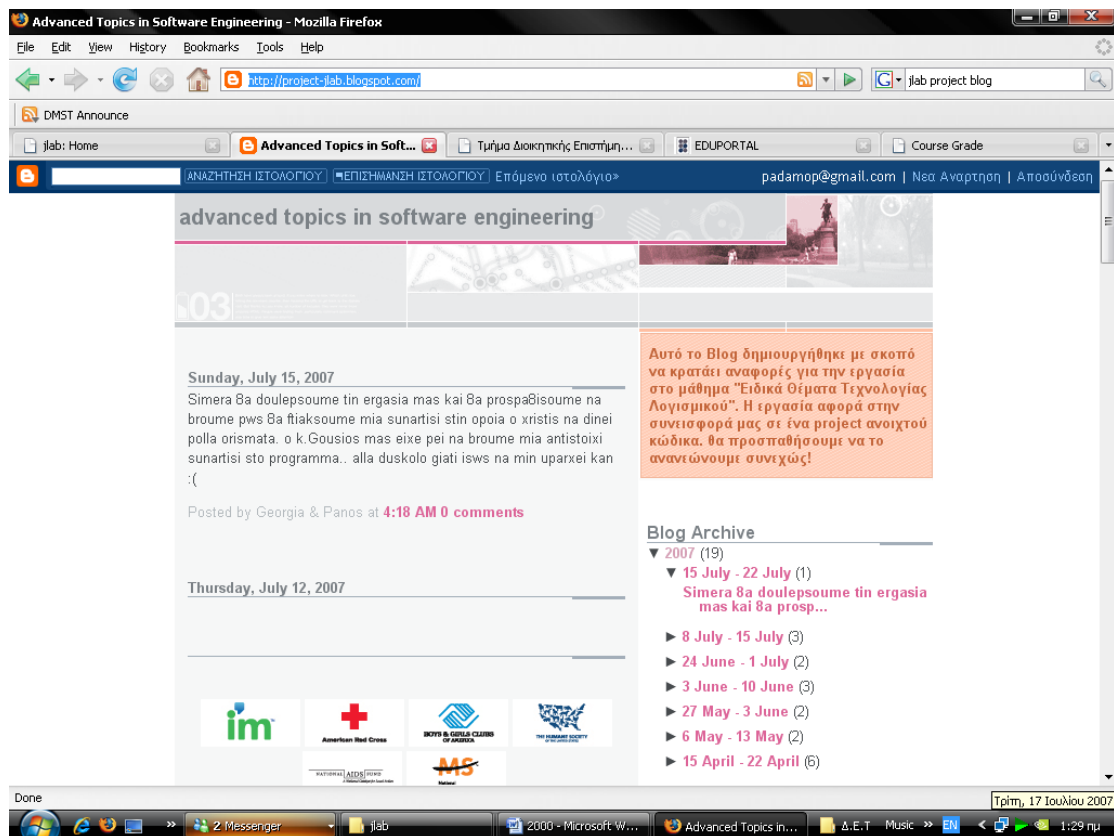 Advanced Topics in Software Engineering - Mozilla Firefox
File Edit View History Bookmarks Tools Help
http://project-jlab.blogspot.com/
jlab project blog
DMST Announce
jlab: Home
Advanced Topics in Soft...
Τμήμα Διοικητικής Επιστήμη...
EDUPORTAL
Course Grade
ΑΝΑΖΗΤΗΣΗ ΙΣΤΟΛΟΓΙΟΥ
ΕΠΙΣΗΜΑΝΣΗ ΙΣΤΟΛΟΓΙΟΥ
Επόμενο ιστολόγιο»
padamop@gmail.com | Νεα Αναρτηση | Αποσύνδεση
advanced topics in software engineering
03
Sunday, July 15, 2007
Simera 8a doulepsoume tin ergasia mas kai 8a prospa8isoume na
broume pws 8a ftiaksoume mia sunartisi stin opoia o xristis na dinei
polla orismata. o k.Gousios mas eixe pei na broume mia antistoixi
sunartisi sto programma.. alla duskolo giati isws na min uparxei kan
:(
Posted by Georgia & Panos at 4:18 AM 0 comments
Thursday, July 12, 2007
im
American Red Cross
BOYS & GIRLS CLUBS
OF AMERICA
THE HUMANE SOCIETY
NATIONAL AIDS FUND
MS
National
Αυτό το Blog δημιουργήθηκε με σκοπό
να κρατάει αναφορές για την εργασία
στο μάθημα "Ειδικά Θέματα Τεχνολογίας
Λογισμικού". Η εργασία αφορά στην
συνεισφορά μας σε ένα project ανοιχτού
κώδικα. θα προσπαθήσουμε να το
ανανεώνουμε συνεχώς!
Blog Archive
▼ 2007 (19)
▼ 15 July - 22 July (1)
Simera 8a doulepsoume tin ergasia
mas kai 8a prosp...
► 8 July - 15 July (3)
► 24 June - 1 July (2)
► 3 June - 10 June (3)
► 27 May - 3 June (2)
► 6 May - 13 May (2)
► 15 April - 22 April (6)
Done
Τρίτη, 17 Ιουλίου 2007
2 Messenger
jlab
2000 - Microsoft W...
Advanced Topics in...
Δ.Ε.Τ
Music
EN
1:29 πμ